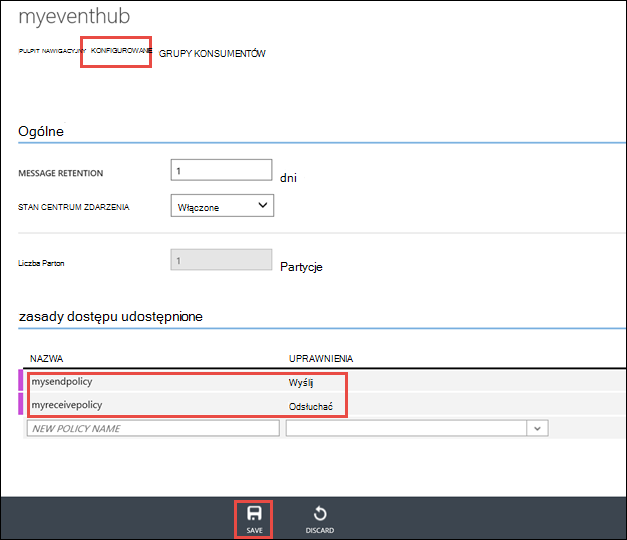 myeventhub
PULPIT NAWIGACYJNY KONFIGUROWANIE GRUPY KONSUMENTÓW
Ogólne
MESSAGE RETENTION 1 dni
STAN CENTRUM ZDARZENIA Włączone
Liczba Parton 1 Partycje
zasady dostępu udostępnione
NAZWA UPRAWNIENIA
mysendpolicy Wyślij
myreceivepolicy Odsłuchać
NEW POLICY NAME
SAVE DISCARD